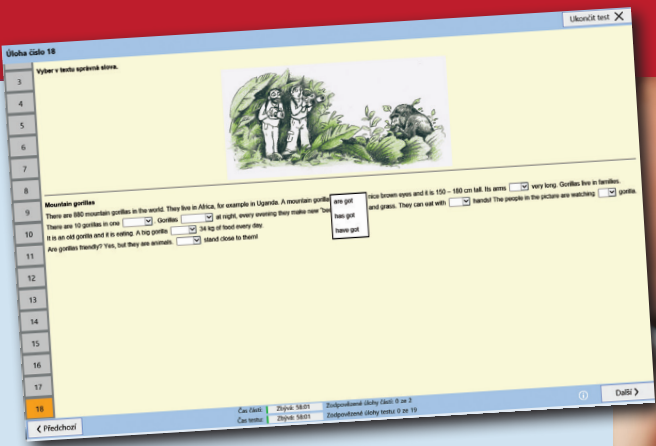 Ukončit test X
Úloha číslo 18
Vyber v textu správná slova.
3
4
5
6
7
8
9
10
11
12
13
14
15
16
17
18
Mountain gorillas
There are 880 mountain gorillas in the world. They live in Africa, for example in Uganda. A mountain gorilla nice brown eyes and it is 150 – 180 cm tall. Its arms very long. Gorillas live in families.
There are 10 gorillas in one . Gorillas at night, every evening they make new "be and grass. They can eat with hands! The people in the picture are watching gorilla.
It is an old gorilla and it is eating. A big gorilla 34 kg of food every day.
Are gorillas friendly? Yes, but they are animals. stand close to them!
are got
has got
have got
Předchozí
Čas části: Zbývá: 58:01 Zodpovězené úlohy části: 0 ze 3
Čas testu: Zbývá: 58:01 Zodpovězené úlohy testu: 0 ze 19
Další